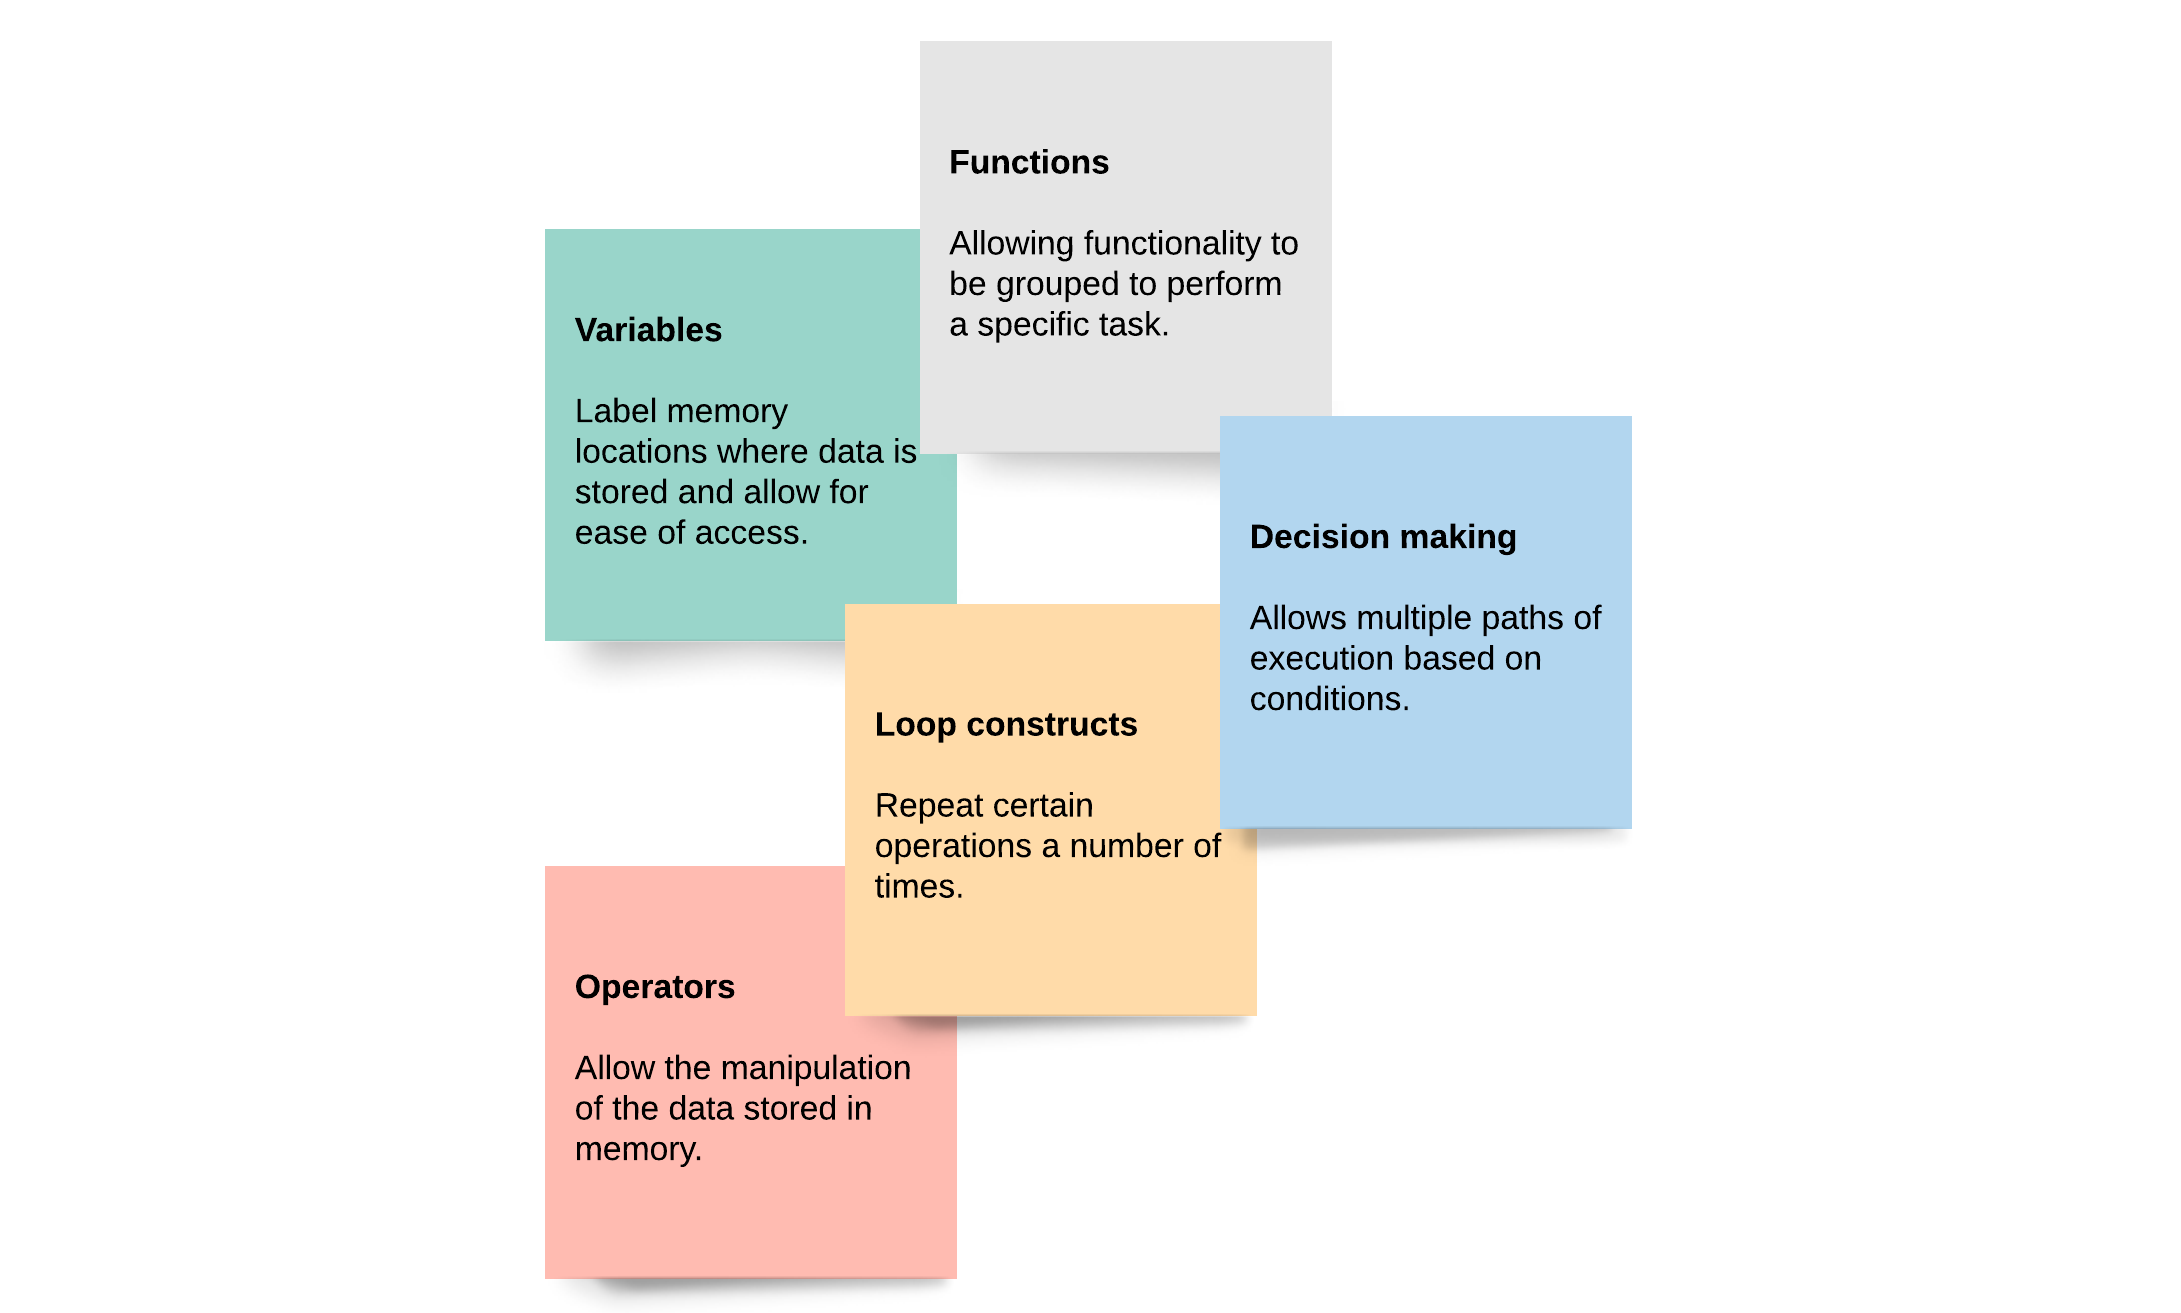 Functions
Allowing functionality to
be grouped to perform
a specific task.
Variables
Label memory
locations where data is
stored and allow for
ease of access.
Decision making
Allows multiple paths of
execution based on
conditions.
Loop constructs
Repeat certain
operations a number of
times.
Operators
Allow the manipulation
of the data stored in
memory.